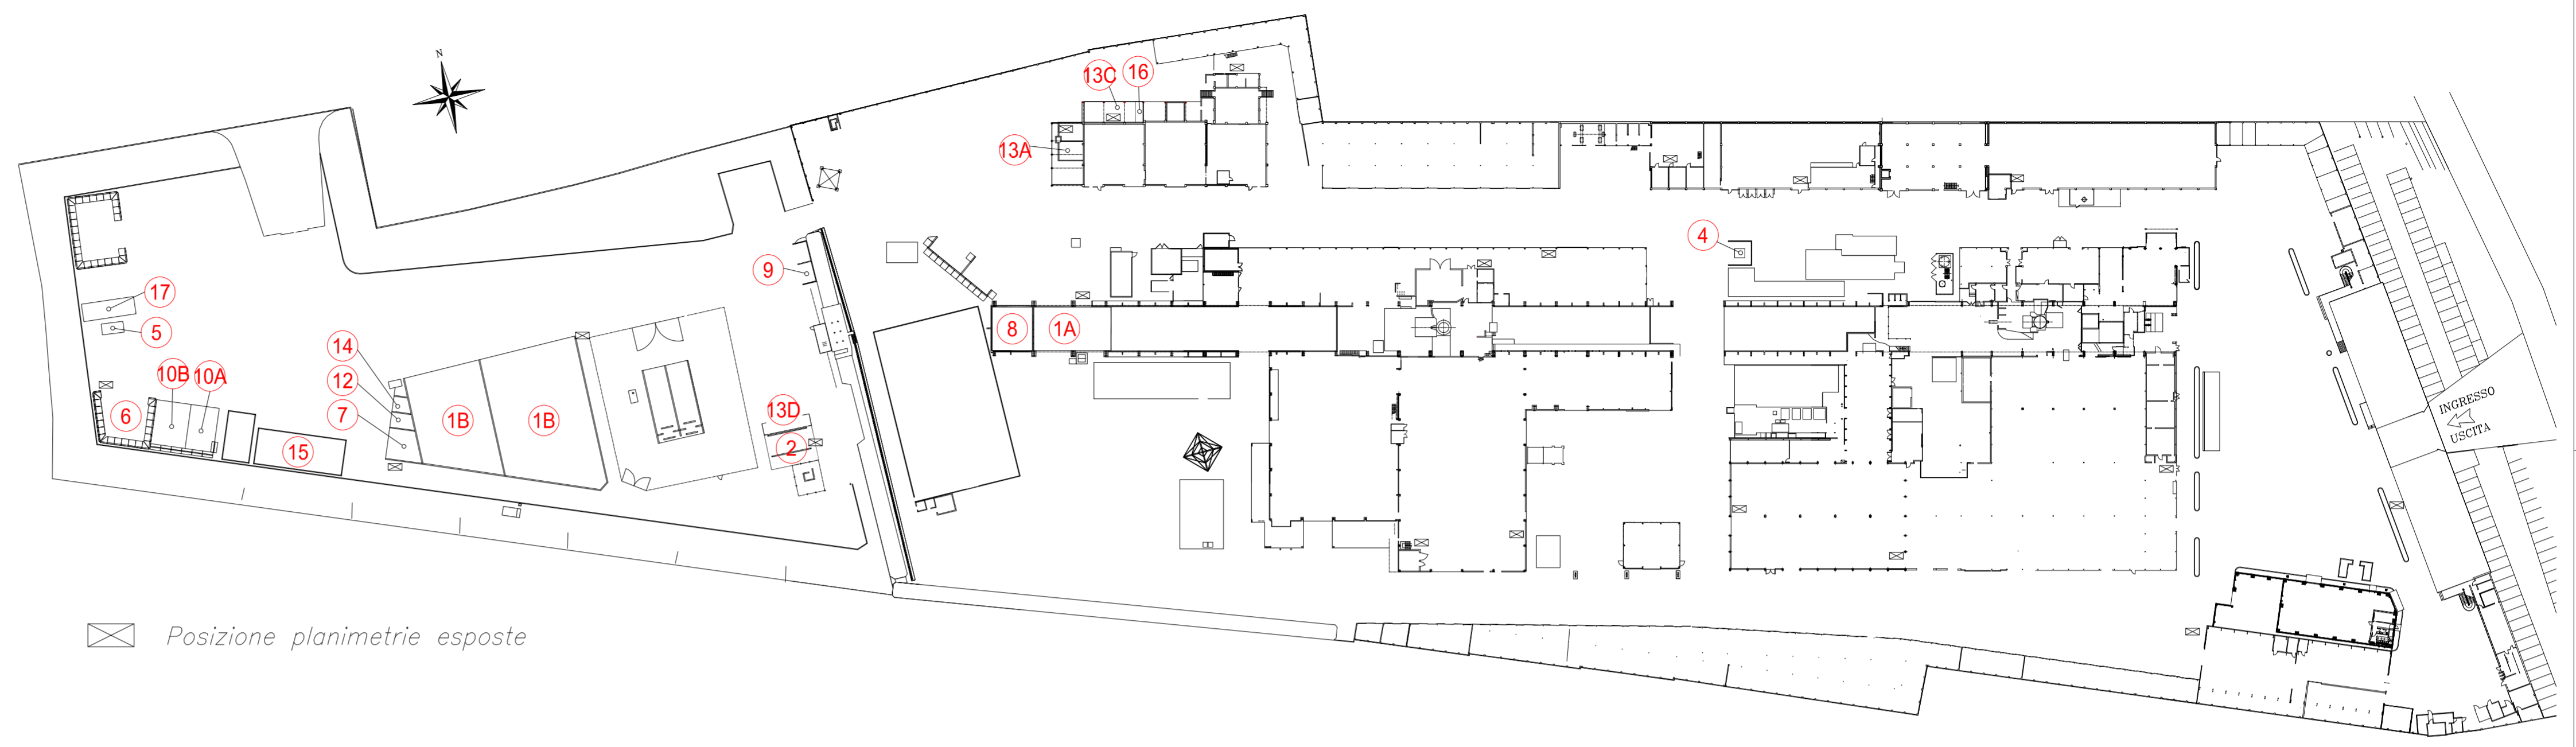 N
13C
16
13A
4
9
17
5
8
1A
14
12
7
10B
10A
6
1B
1B
13D
2
15
INGRESSO
USCITA
Posizione planimetrie esposte